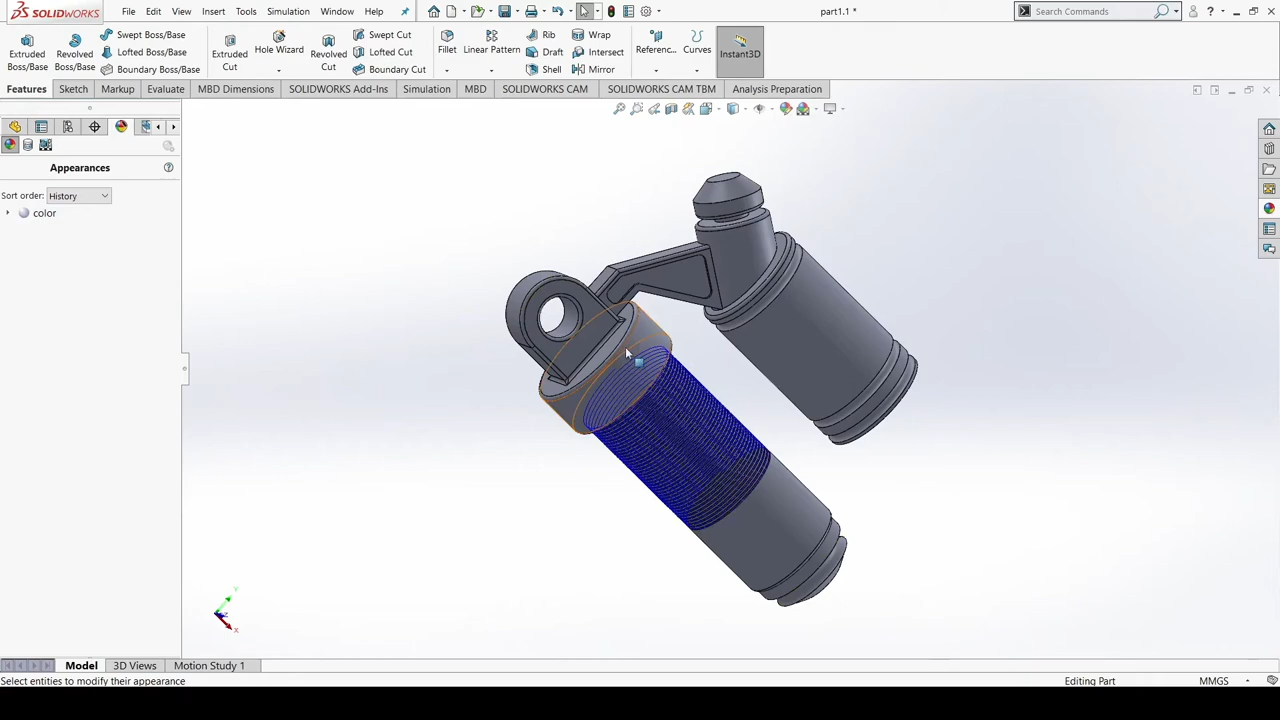 SOLIDWORKS File Edit View Insert Tools Simulation Window Help part1.1 * Search Commands ?
Extruded Boss/Base Revolved Boss/Base Swept Boss/Base Lofted Boss/Base Boundary Boss/Base Extruded Cut Hole Wizard Revolved Cut Swept Cut Lofted Cut Boundary Cut Fillet Linear Pattern Rib Draft Shell Wrap Intersect Mirror Referenc... Curves Instant3D
Features Sketch Markup Evaluate MBD Dimensions SOLIDWORKS Add-Ins Simulation MBD SOLIDWORKS CAM SOLIDWORKS CAM TBM Analysis Preparation
Appearances ?
Sort order: History
color
Y
Z
X
Model 3D Views Motion Study 1
Select entities to modify their appearance Editing Part MMGS